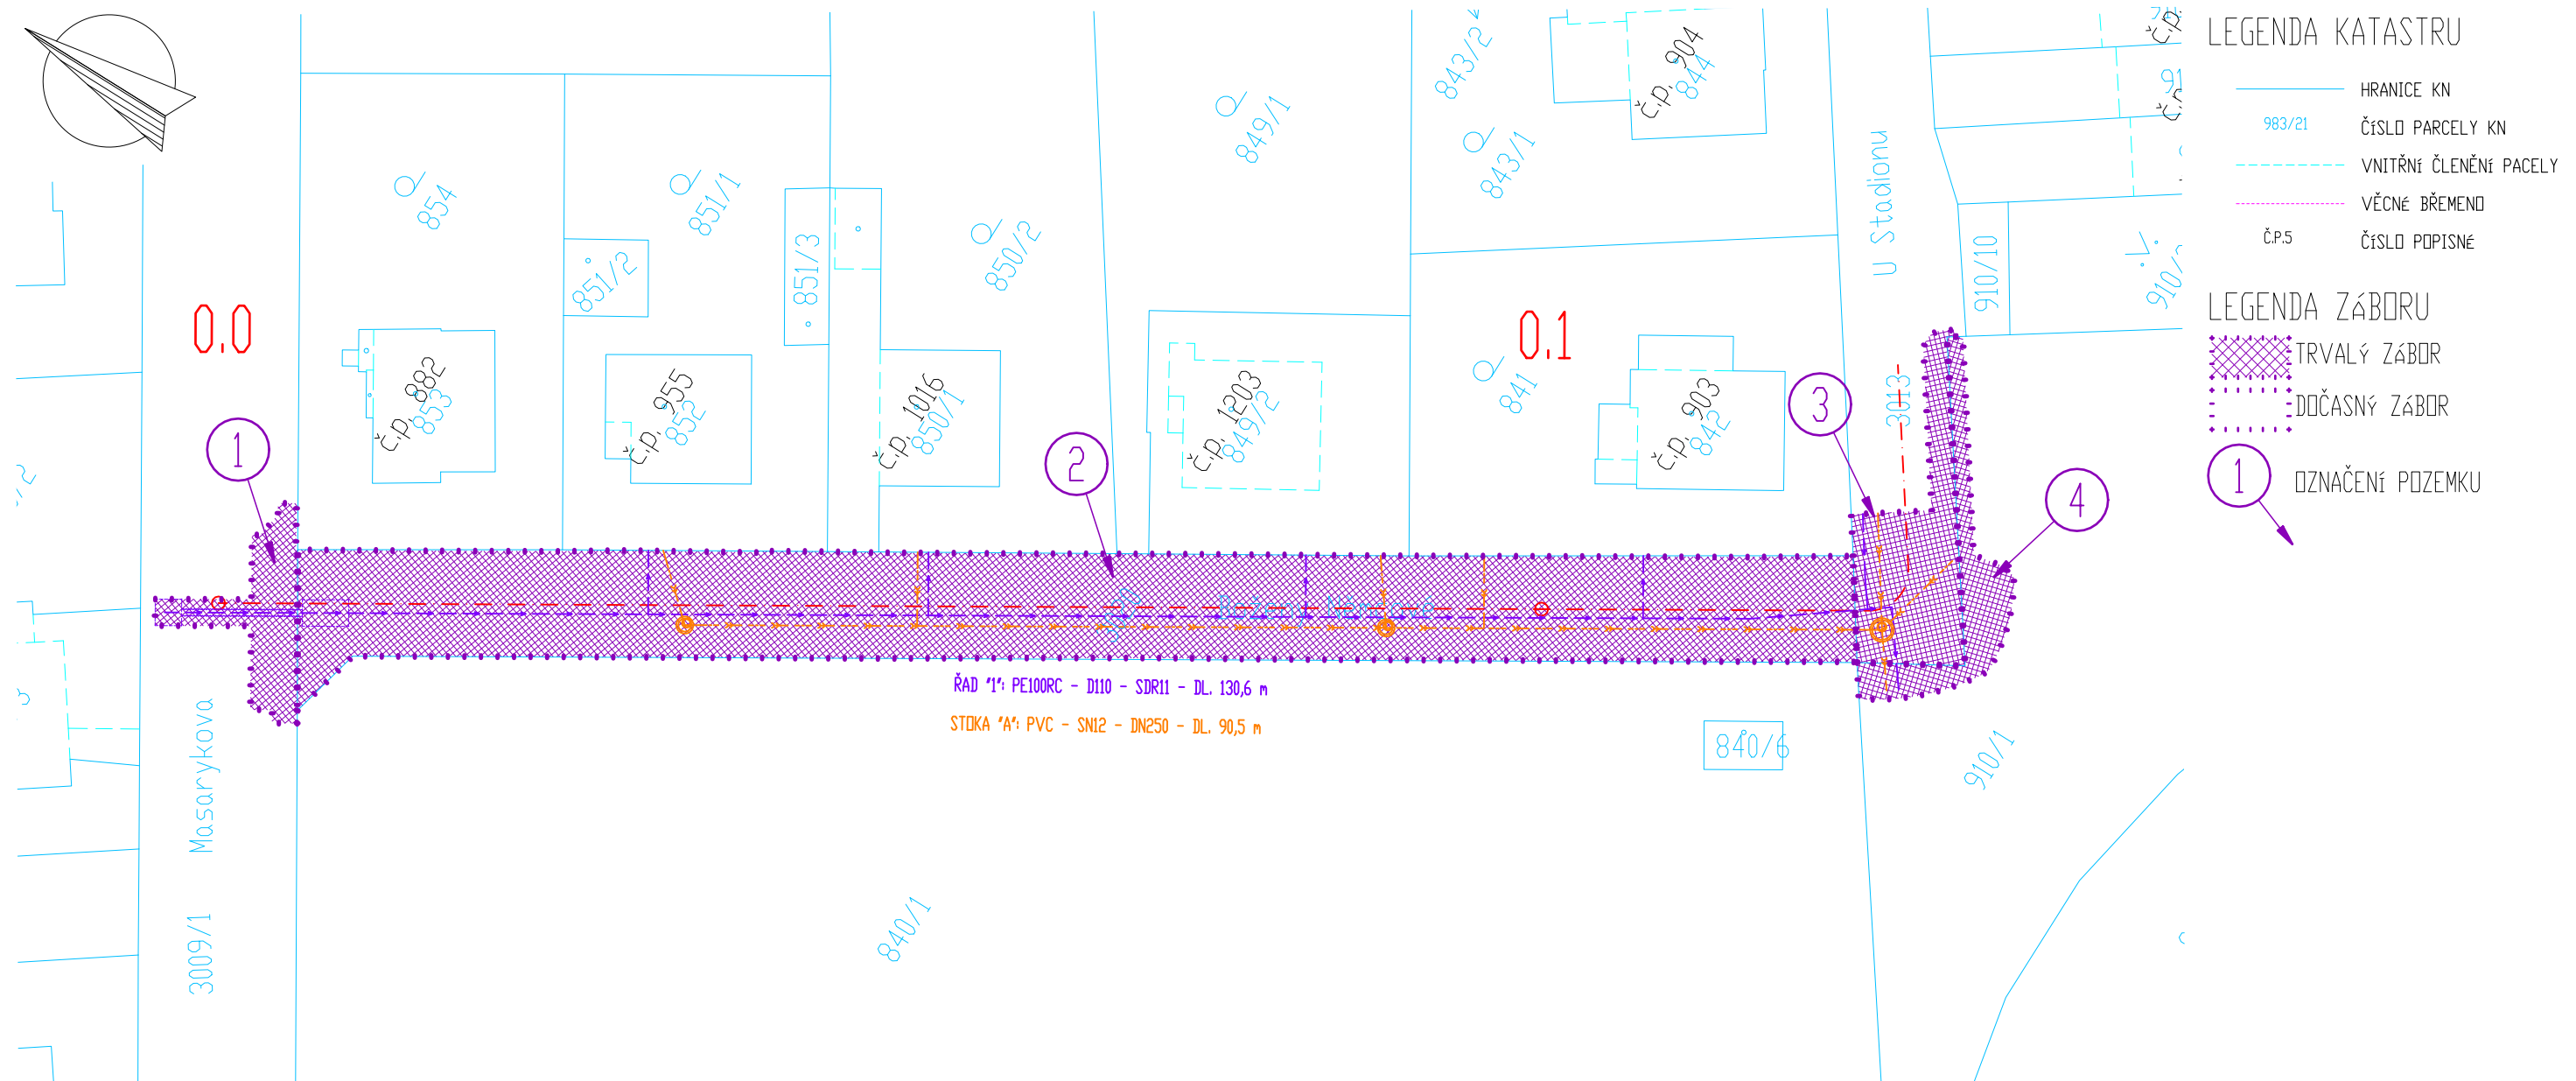 LEGENDA KATASTRU
HRANICE KN
983/21 ČÍSLO PARCELY KN
VNITŘNÍ ČLENĚNÍ PACELY
VĚCNÉ BŘEMENO
Č.P.5 ČÍSLO POPISNÉ
LEGENDA ZÁBORU
TRVALÝ ZÁBOR
DOČASNÝ ZÁBOR
1 OZNAČENÍ POZEMKU
843/2
č.p. 904
844
849/1
843/1
854
851/1
U Stadionu
850/2
851/3
851/2
910/10
0.0
0.1
č.p. 882
853
č.p. 955
852
č.p. 1016
850/1
č.p. 1203
849/2
841
č.p. 903
842
3013
1
2
3
4
Boženy Němcové
ŘAD "1": PE100RC - D110 - SDR11 - DL. 130,6 m
STOKA "A": PVC - SN12 - DN250 - DL. 90,5 m
Masarykova
840/6
910/1
3009/1
840/1